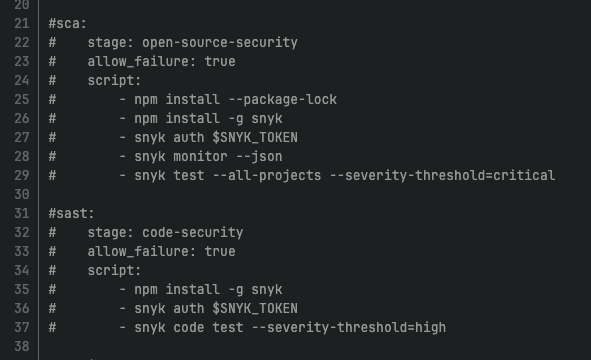 20
21 #sca:
22 #    stage: open-source-security
23 #    allow_failure: true
24 #    script:
25 #        - npm install --package-lock
26 #        - npm install -g snyk
27 #        - snyk auth $SNYK_TOKEN
28 #        - snyk monitor --json
29 #        - snyk test --all-projects --severity-threshold=critical
30
31 #sast:
32 #    stage: code-security
33 #    allow_failure: true
34 #    script:
35 #        - npm install -g snyk
36 #        - snyk auth $SNYK_TOKEN
37 #        - snyk code test --severity-threshold=high
38